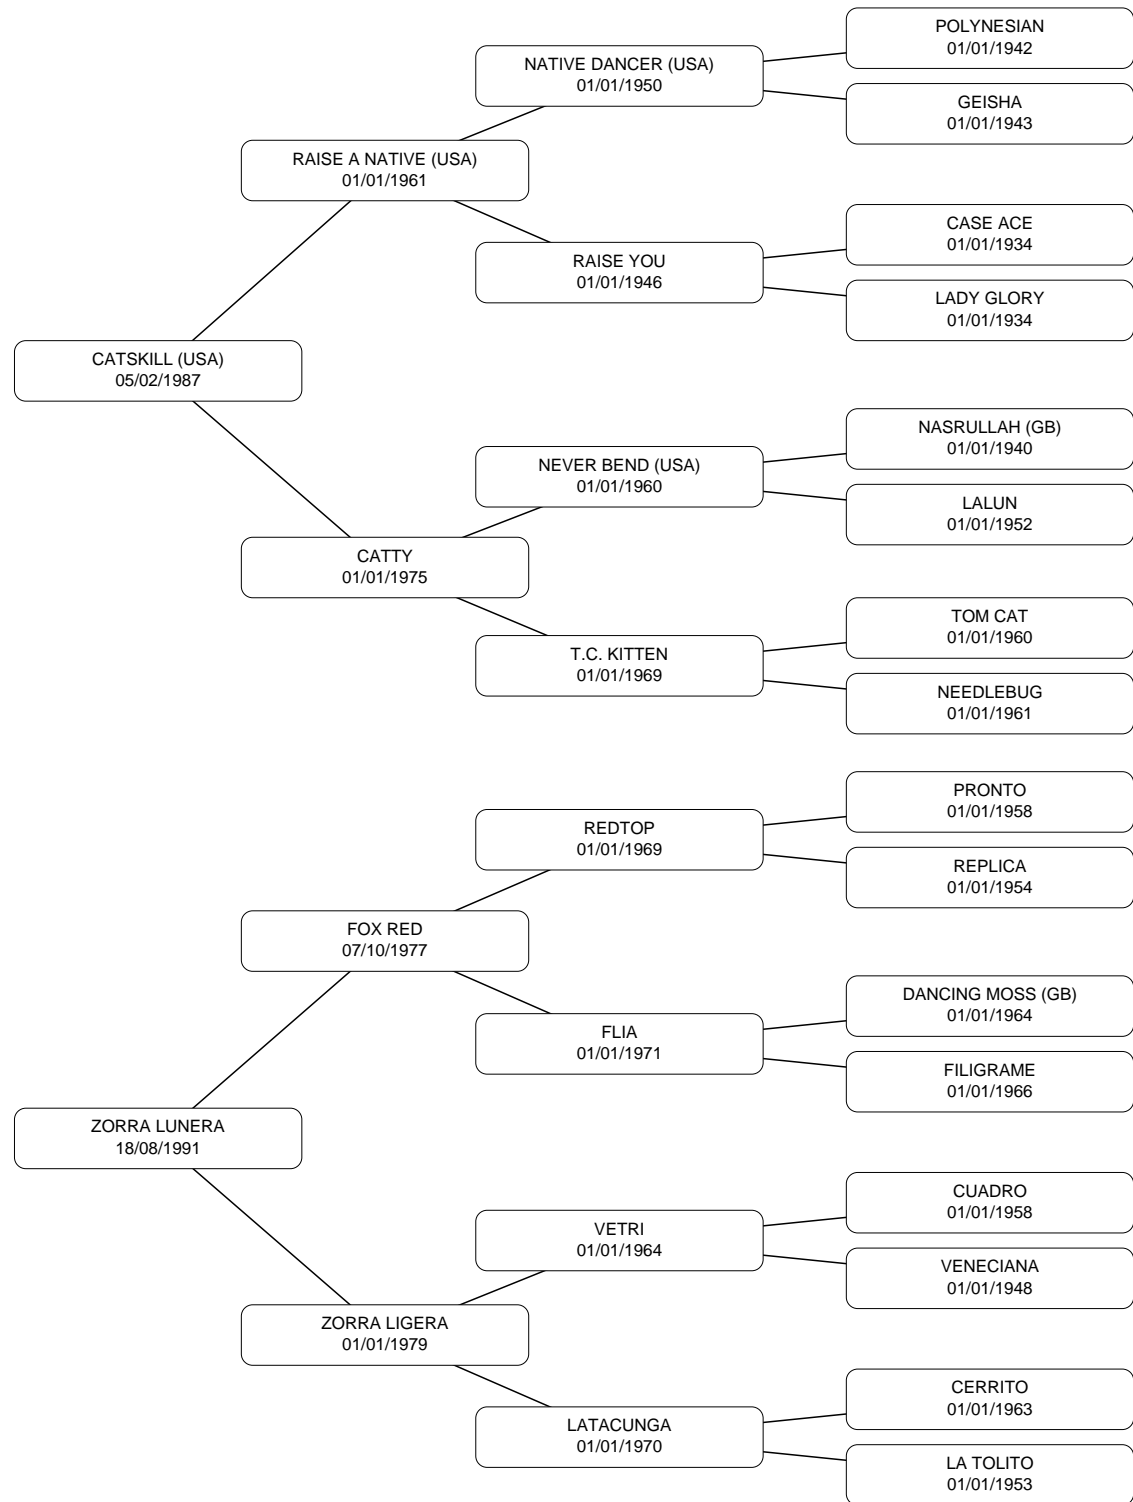 POLYNESIAN
01/01/1942
NATIVE DANCER (USA)
01/01/1950
GEISHA
01/01/1943
RAISE A NATIVE (USA)
01/01/1961
CASE ACE
01/01/1934
RAISE YOU
01/01/1946
LADY GLORY
01/01/1934
CATSKILL (USA)
05/02/1987
NASRULLAH (GB)
01/01/1940
NEVER BEND (USA)
01/01/1960
LALUN
01/01/1952
CATTY
01/01/1975
TOM CAT
01/01/1960
T.C. KITTEN
01/01/1969
NEEDLEBUG
01/01/1961
PRONTO
01/01/1958
REDTOP
01/01/1969
REPLICA
01/01/1954
FOX RED
07/10/1977
DANCING MOSS (GB)
01/01/1964
FLIA
01/01/1971
FILIGRAME
01/01/1966
ZORRA LUNERA
18/08/1991
CUADRO
01/01/1958
VETRI
01/01/1964
VENECIANA
01/01/1948
ZORRA LIGERA
01/01/1979
CERRITO
01/01/1963
LATACUNGA
01/01/1970
LA TOLITO
01/01/1953